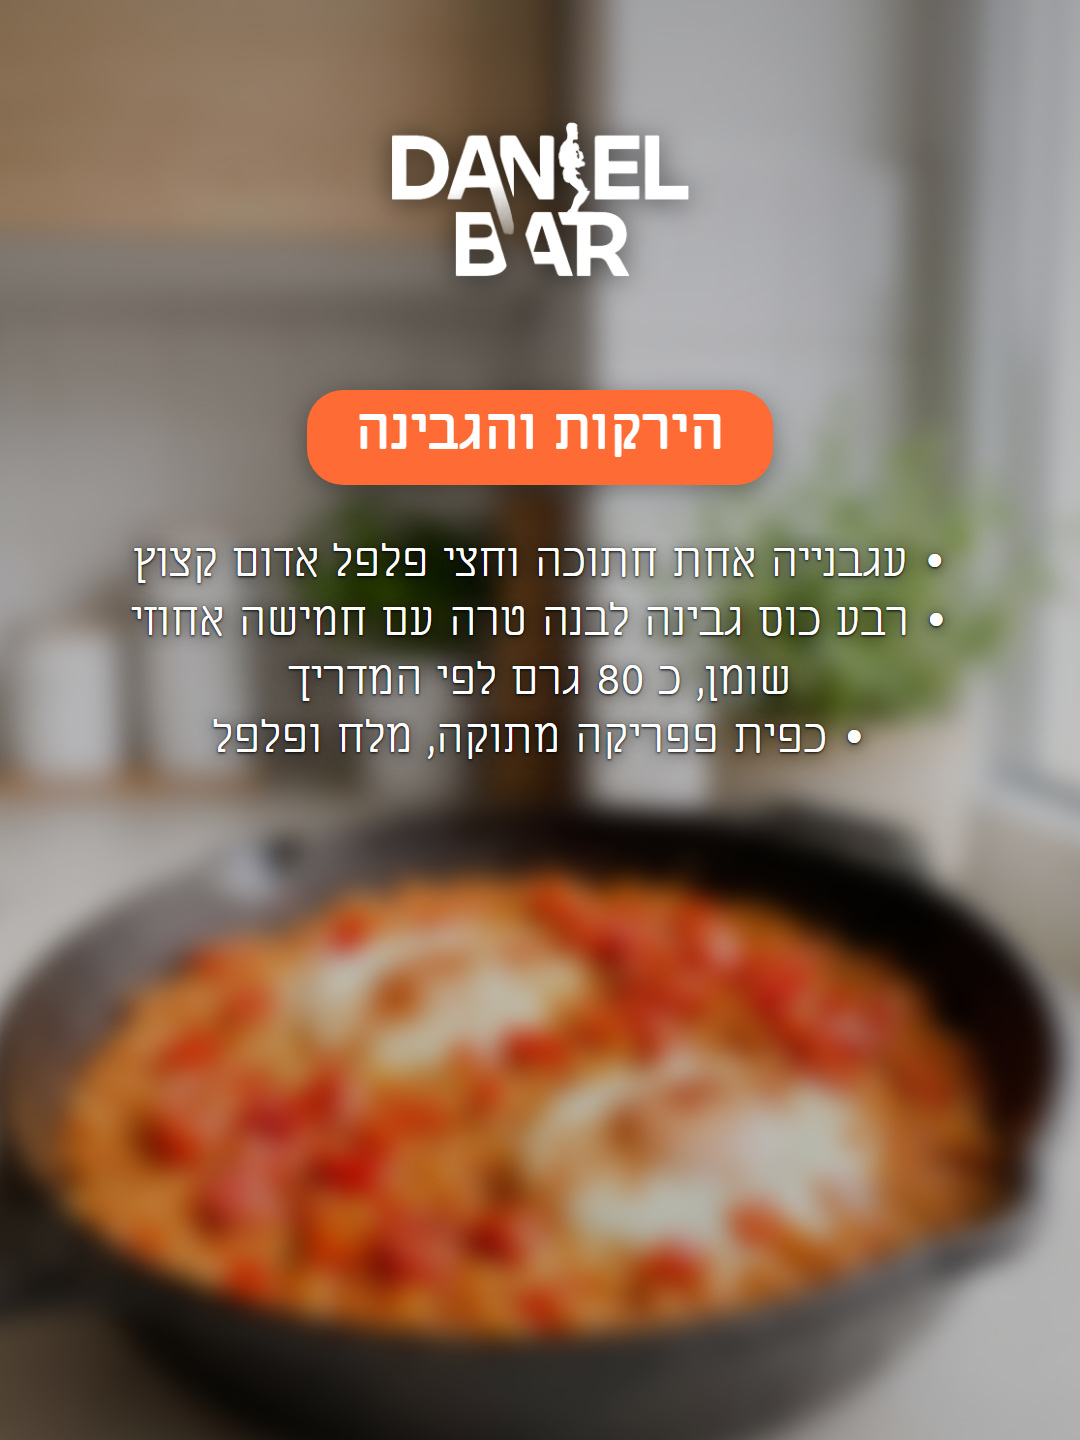 DANIEL
BAR
הירקות והגבינה
• עגבנייה אחת חתוכה וחצי פלפל אדום קצוץ
• רבע כוס גבינה לבנה טרה עם חמישה אחוזי
שומן, כ 80 גרם לפי המדריך
• כפית פפריקה מתוקה, מלח ופלפל